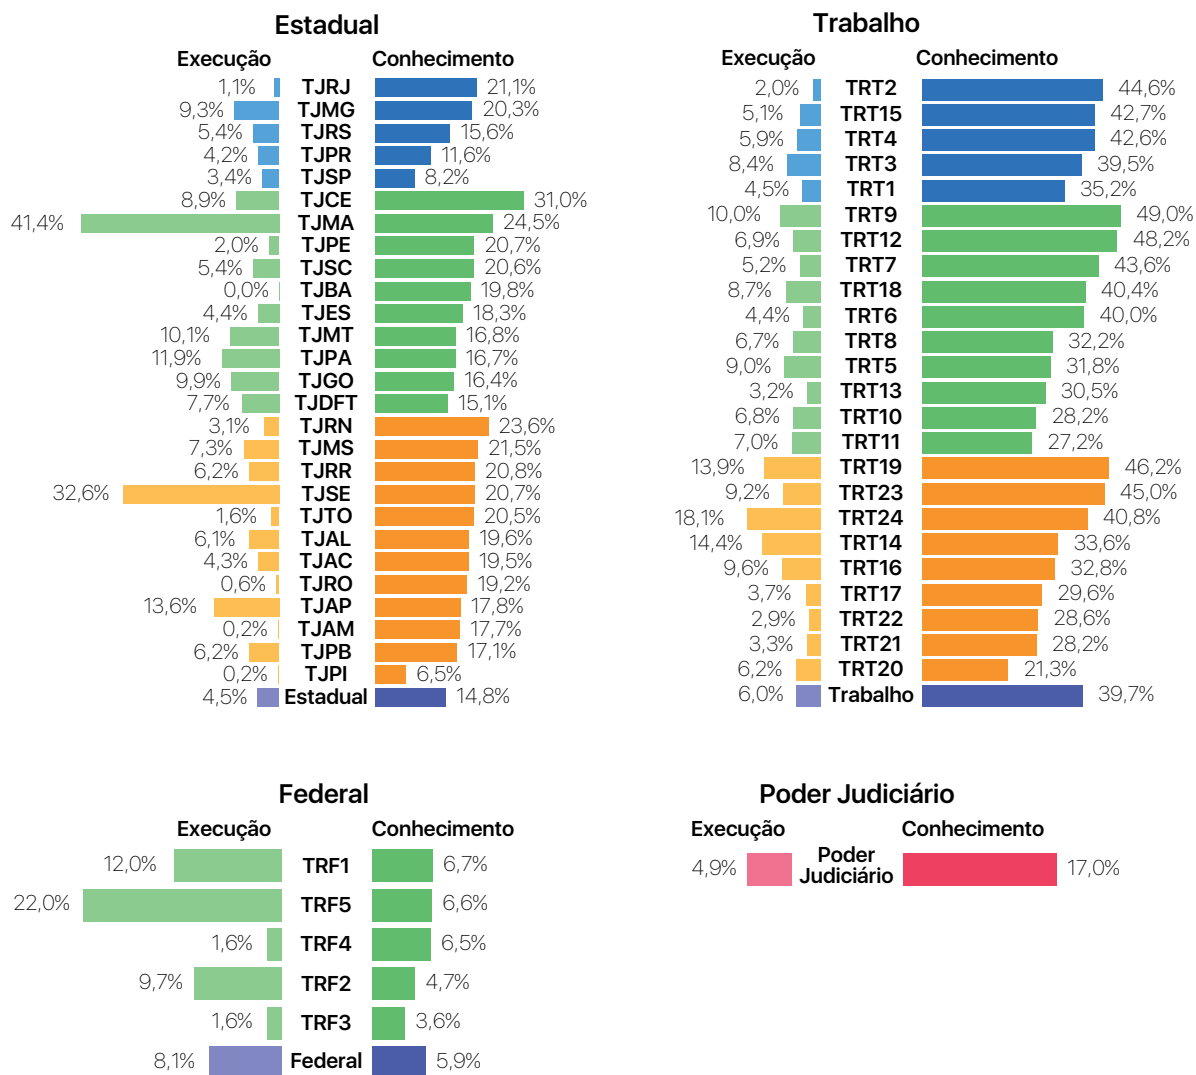 Estadual
Execução Conhecimento
1,1% TJRJ 21,1%
9,3% TJMG 20,3%
5,4% TJRS 15,6%
4,2% TJPR 11,6%
3,4% TJSP 8,2%
8,9% TJCE 31,0%
41,4% TJMA 24,5%
2,0% TJPE 20,7%
5,4% TJSC 20,6%
0,0% TJBA 19,8%
4,4% TJES 18,3%
10,1% TJMT 16,8%
11,9% TJPA 16,7%
9,9% TJGO 16,4%
7,7% TJDFT 15,1%
3,1% TJRN 23,6%
7,3% TJMS 21,5%
6,2% TJRR 20,8%
32,6% TJSE 20,7%
1,6% TJTO 20,5%
6,1% TJAL 19,6%
4,3% TJAC 19,5%
0,6% TJRO 19,2%
13,6% TJAP 17,8%
0,2% TJAM 17,7%
6,2% TJPB 17,1%
0,2% TJPI 6,5%
4,5% Estadual 14,8%
Trabalho
Execução Conhecimento
2,0% TRT2 44,6%
5,1% TRT15 42,7%
5,9% TRT4 42,6%
8,4% TRT3 39,5%
4,5% TRT1 35,2%
10,0% TRT9 49,0%
6,9% TRT12 48,2%
5,2% TRT7 43,6%
8,7% TRT18 40,4%
4,4% TRT6 40,0%
6,7% TRT8 32,2%
9,0% TRT5 31,8%
3,2% TRT13 30,5%
6,8% TRT10 28,2%
7,0% TRT11 27,2%
13,9% TRT19 46,2%
9,2% TRT23 45,0%
18,1% TRT24 40,8%
14,4% TRT14 33,6%
9,6% TRT16 32,8%
3,7% TRT17 29,6%
2,9% TRT22 28,6%
3,3% TRT21 28,2%
6,2% TRT20 21,3%
6,0% Trabalho 39,7%
Federal
Execução Conhecimento
12,0% TRF1 6,7%
22,0% TRF5 6,6%
1,6% TRF4 6,5%
9,7% TRF2 4,7%
1,6% TRF3 3,6%
8,1% Federal 5,9%
Poder Judiciário
Execução Conhecimento
4,9% Poder
Judiciário 17,0%